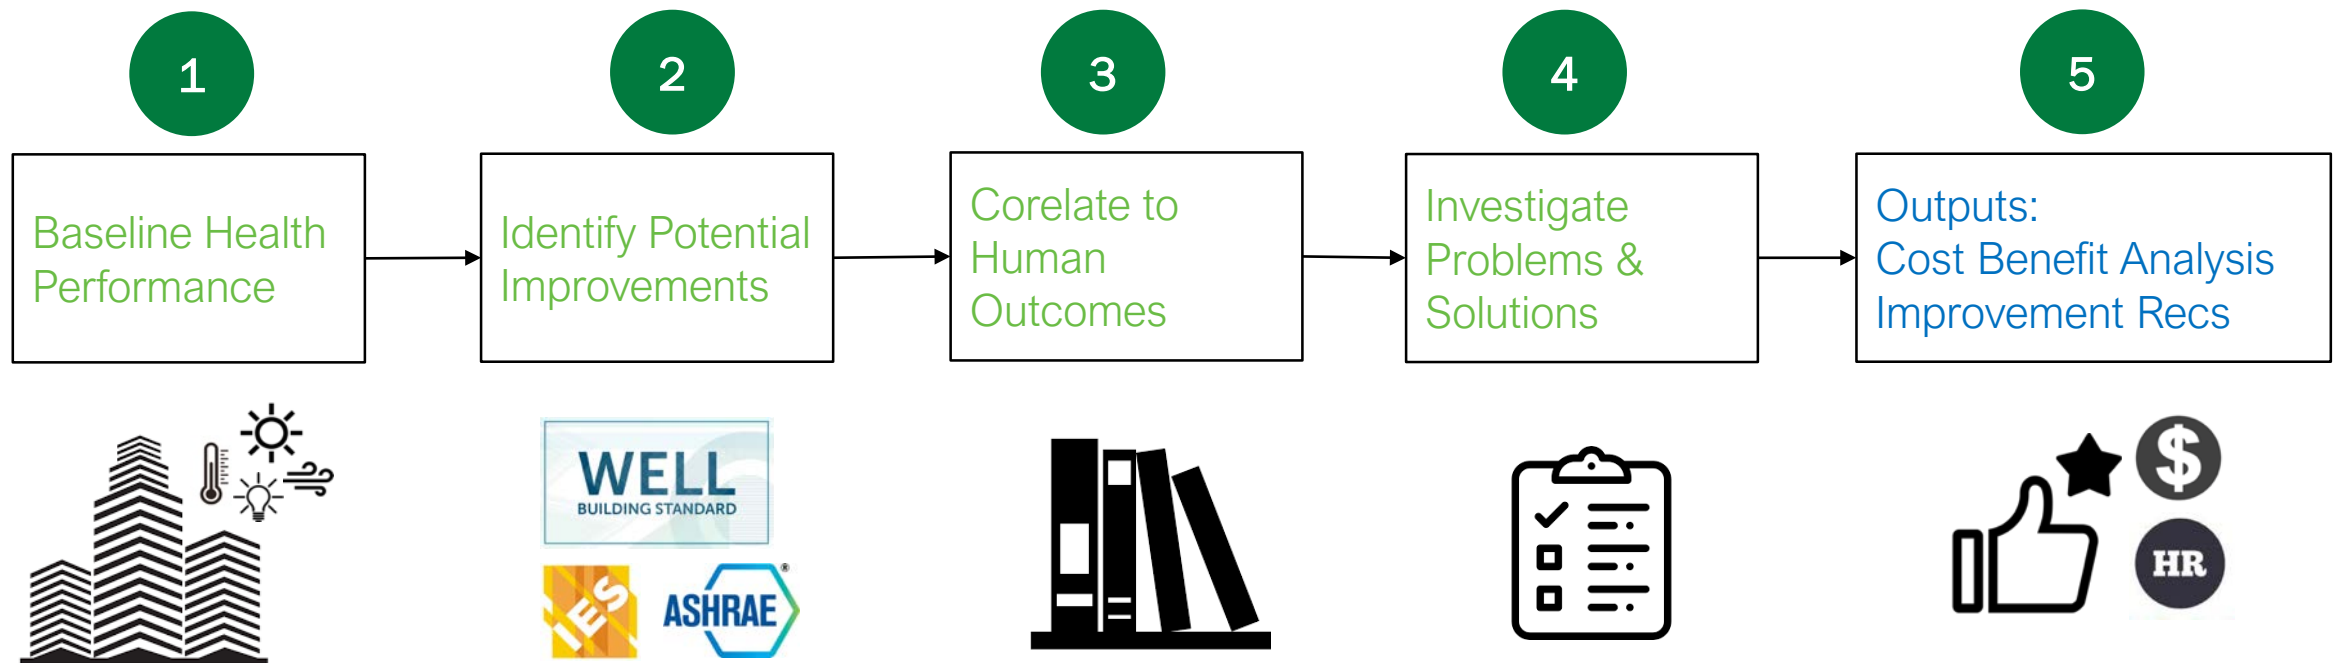 1
2
3
4
5
Baseline Health
Performance
Identify Potential
Improvements
Corelate to
Human
Outcomes
Investigate
Problems &
Solutions
Outputs:
Cost Benefit Analysis
Improvement Recs
WELL
BUILDING STANDARD
IES
ASHRAE®
$
HR